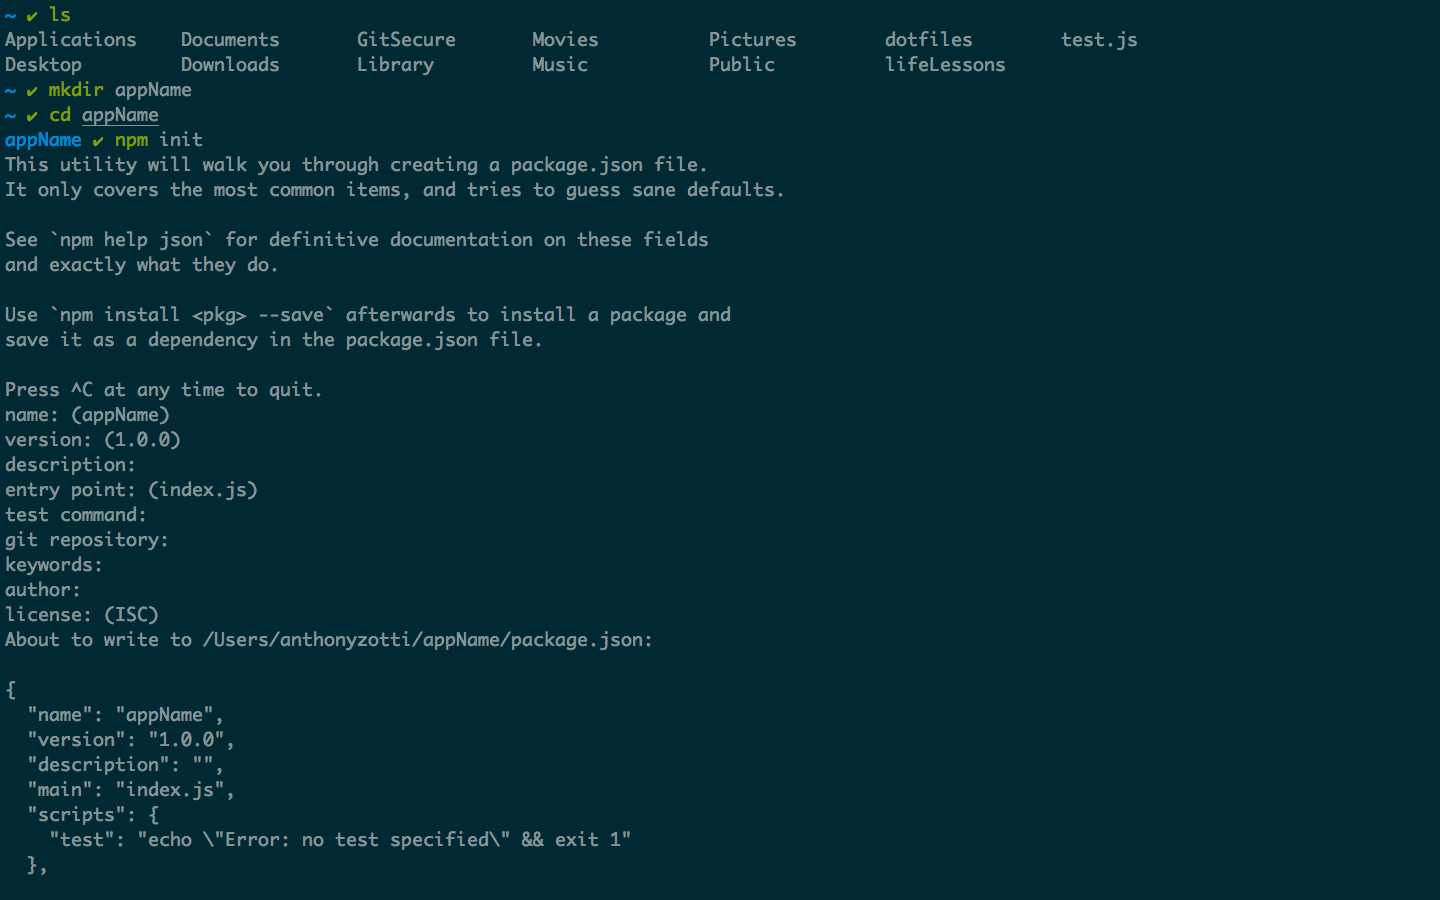 ~ ✔ ls
Applications    Documents       GitSecure       Movies          Pictures        dotfiles        test.js
Desktop         Downloads       Library         Music           Public          lifeLessons
~ ✔ mkdir appName
~ ✔ cd appName
appName ✔ npm init
This utility will walk you through creating a package.json file.
It only covers the most common items, and tries to guess sane defaults.

See `npm help json` for definitive documentation on these fields
and exactly what they do.

Use `npm install <pkg> --save` afterwards to install a package and
save it as a dependency in the package.json file.

Press ^C at any time to quit.
name: (appName)
version: (1.0.0)
description:
entry point: (index.js)
test command:
git repository:
keywords:
author:
license: (ISC)
About to write to /Users/anthonyzotti/appName/package.json:

{
  "name": "appName",
  "version": "1.0.0",
  "description": "",
  "main": "index.js",
  "scripts": {
    "test": "echo \"Error: no test specified\" && exit 1"
  },